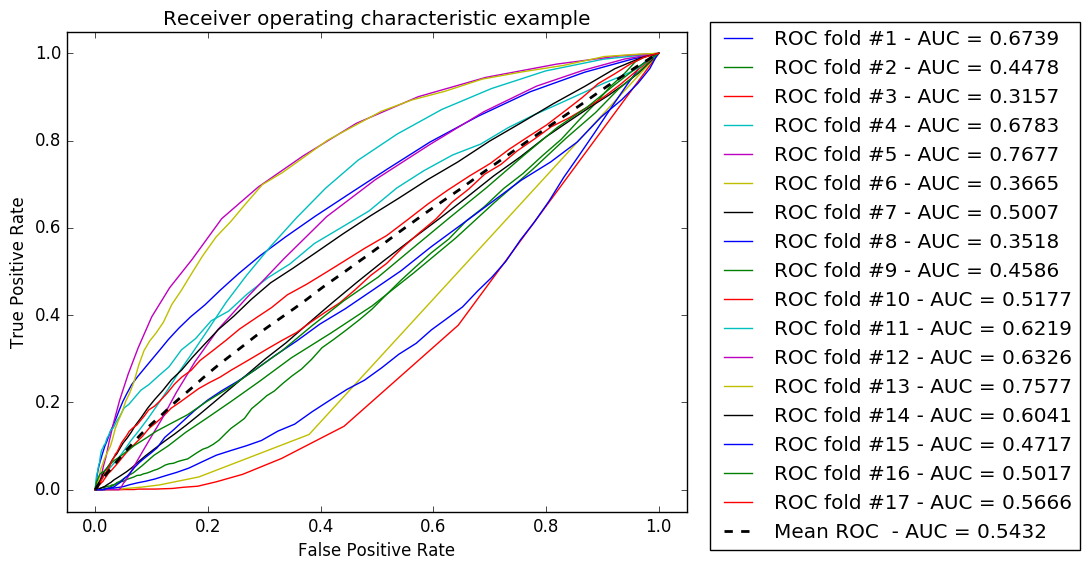 Receiver operating characteristic example
True Positive Rate
1.0
0.8
0.6
0.4
0.2
0.0
0.0 0.2 0.4 0.6 0.8 1.0
False Positive Rate
ROC fold #1 - AUC = 0.6739
ROC fold #2 - AUC = 0.4478
ROC fold #3 - AUC = 0.3157
ROC fold #4 - AUC = 0.6783
ROC fold #5 - AUC = 0.7677
ROC fold #6 - AUC = 0.3665
ROC fold #7 - AUC = 0.5007
ROC fold #8 - AUC = 0.3518
ROC fold #9 - AUC = 0.4586
ROC fold #10 - AUC = 0.5177
ROC fold #11 - AUC = 0.6219
ROC fold #12 - AUC = 0.6326
ROC fold #13 - AUC = 0.7577
ROC fold #14 - AUC = 0.6041
ROC fold #15 - AUC = 0.4717
ROC fold #16 - AUC = 0.5017
ROC fold #17 - AUC = 0.5666
Mean ROC  - AUC = 0.5432